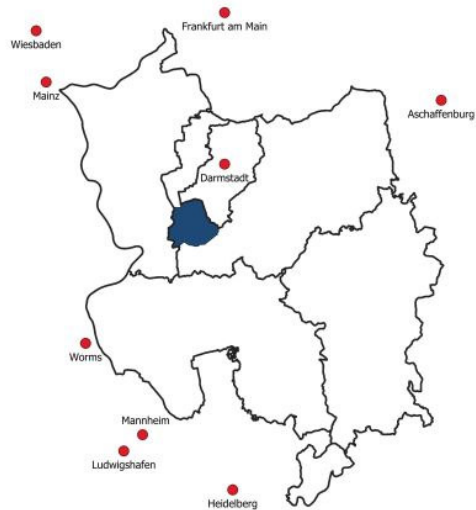 Frankfurt am Main
Wiesbaden
Mainz
Aschaffenburg
Darmstadt
Worms
Mannheim
Ludwigshafen
Heidelberg